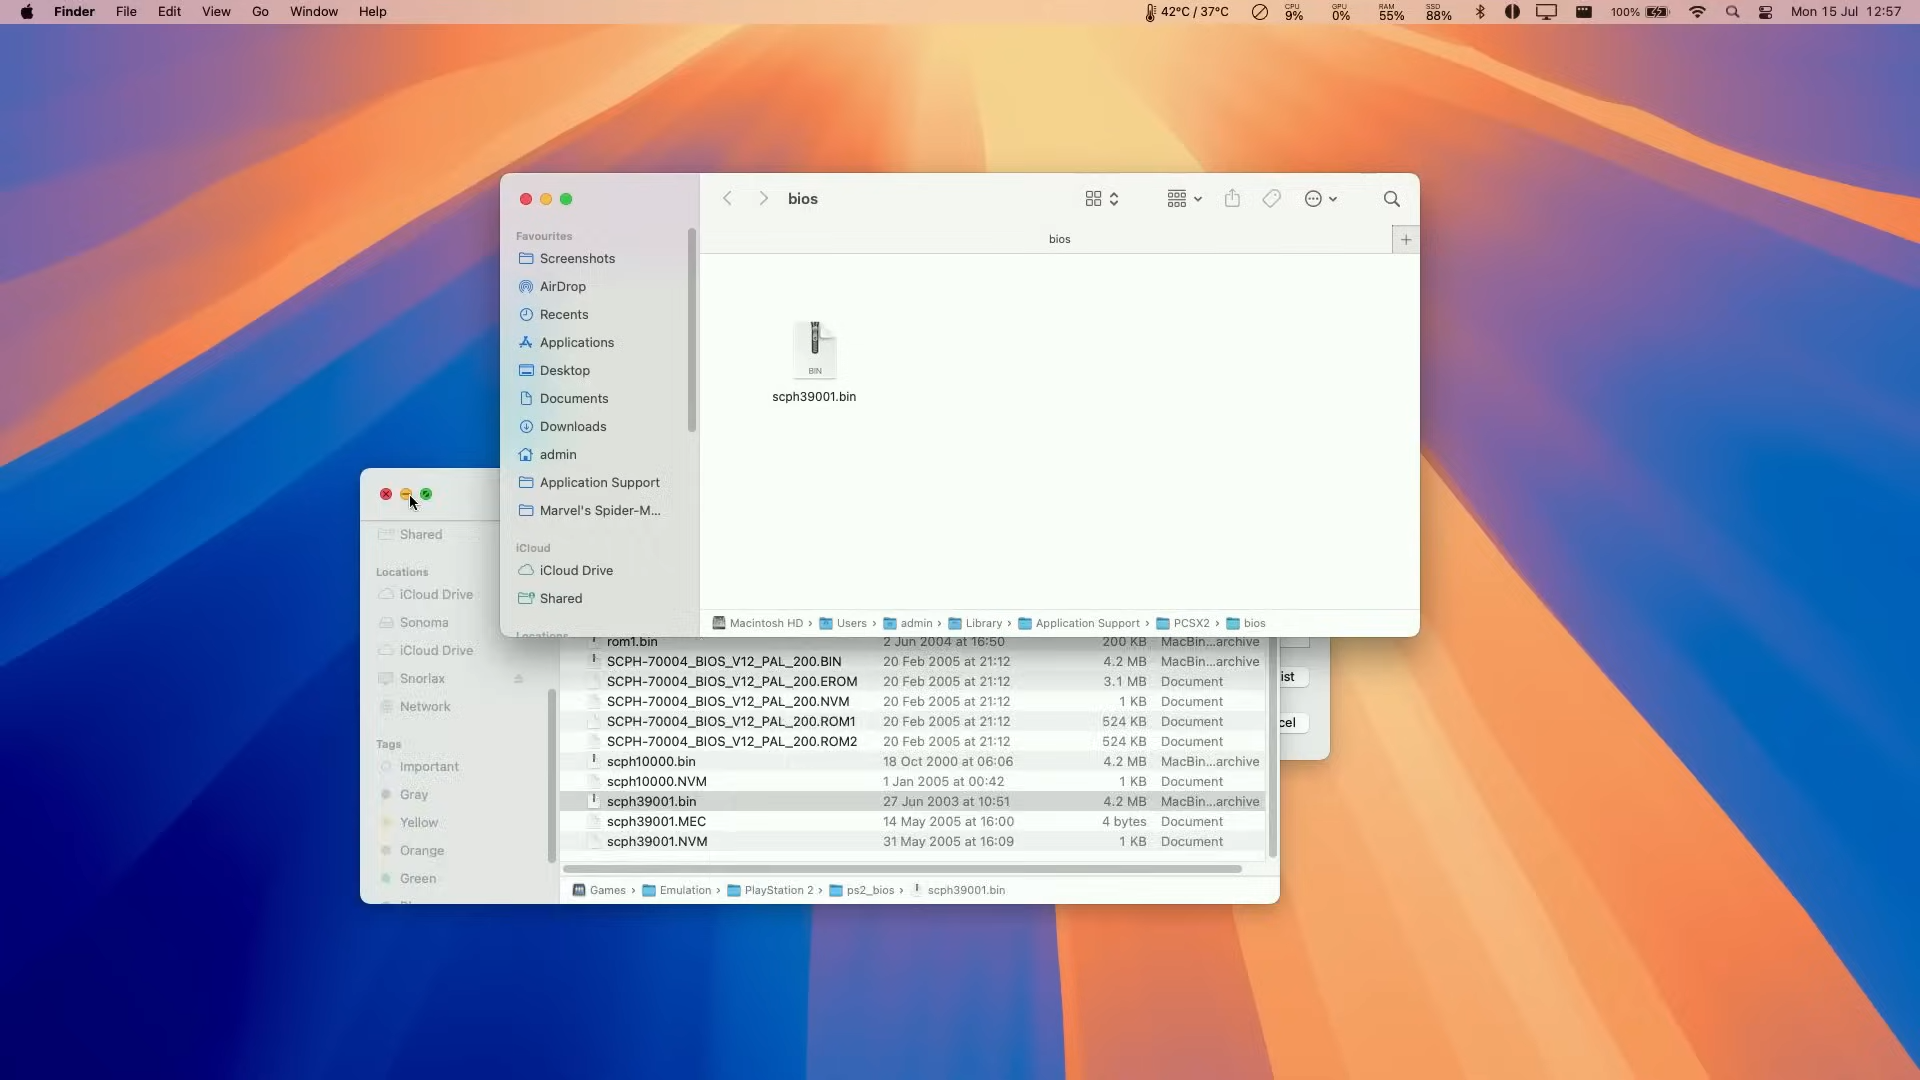 Finder File Edit View Go Window Help
42°C / 37°C CPU 9% GPU 0% RAM 55% SSD 88% 100% Mon 15 Jul 12:57
bios
bios
Favourites
Screenshots
AirDrop
Recents
Applications
Desktop
Documents
Downloads
admin
Application Support
Marvel's Spider-M...
iCloud
iCloud Drive
Shared
Locations
BIN
scph39001.bin
Macintosh HD › Users › admin › Library › Application Support › PCSX2 › bios
Shared
Locations
iCloud Drive
Sonoma
iCloud Drive
Snorlax
Network
Tags
Important
Gray
Yellow
Orange
Green
rom1.bin 2 Jun 2004 at 16:50 200 KB MacBin...archive
SCPH-70004_BIOS_V12_PAL_200.BIN 20 Feb 2005 at 21:12 4.2 MB MacBin...archive
SCPH-70004_BIOS_V12_PAL_200.EROM 20 Feb 2005 at 21:12 3.1 MB Document
SCPH-70004_BIOS_V12_PAL_200.NVM 20 Feb 2005 at 21:12 1 KB Document
SCPH-70004_BIOS_V12_PAL_200.ROM1 20 Feb 2005 at 21:12 524 KB Document
SCPH-70004_BIOS_V12_PAL_200.ROM2 20 Feb 2005 at 21:12 524 KB Document
scph10000.bin 18 Oct 2000 at 06:06 4.2 MB MacBin...archive
scph10000.NVM 1 Jan 2005 at 00:42 1 KB Document
scph39001.bin 27 Jun 2003 at 10:51 4.2 MB MacBin...archive
scph39001.MEC 14 May 2005 at 16:00 4 bytes Document
scph39001.NVM 31 May 2005 at 16:09 1 KB Document
Games › Emulation › PlayStation 2 › ps2_bios › scph39001.bin
ist
cel